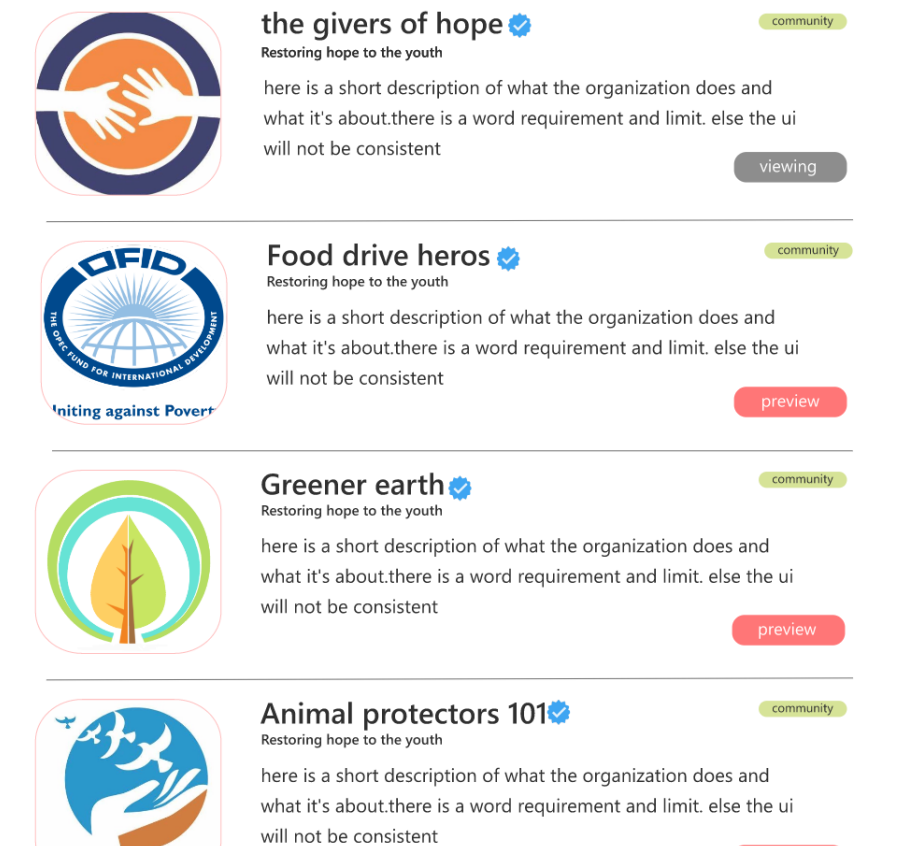 the givers of hope
community
Restoring hope to the youth
here is a short description of what the organization does and
what it's about.there is a word requirement and limit. else the ui
will not be consistent
viewing
OFID
THE OPEC FUND FOR INTERNATIONAL DEVELOPMENT
Uniting against Povert
Food drive heros
community
Restoring hope to the youth
here is a short description of what the organization does and
what it's about.there is a word requirement and limit. else the ui
will not be consistent
preview
Greener earth
community
Restoring hope to the youth
here is a short description of what the organization does and
what it's about.there is a word requirement and limit. else the ui
will not be consistent
preview
Animal protectors 101
community
Restoring hope to the youth
here is a short description of what the organization does and
what it's about.there is a word requirement and limit. else the ui
will not be consistent